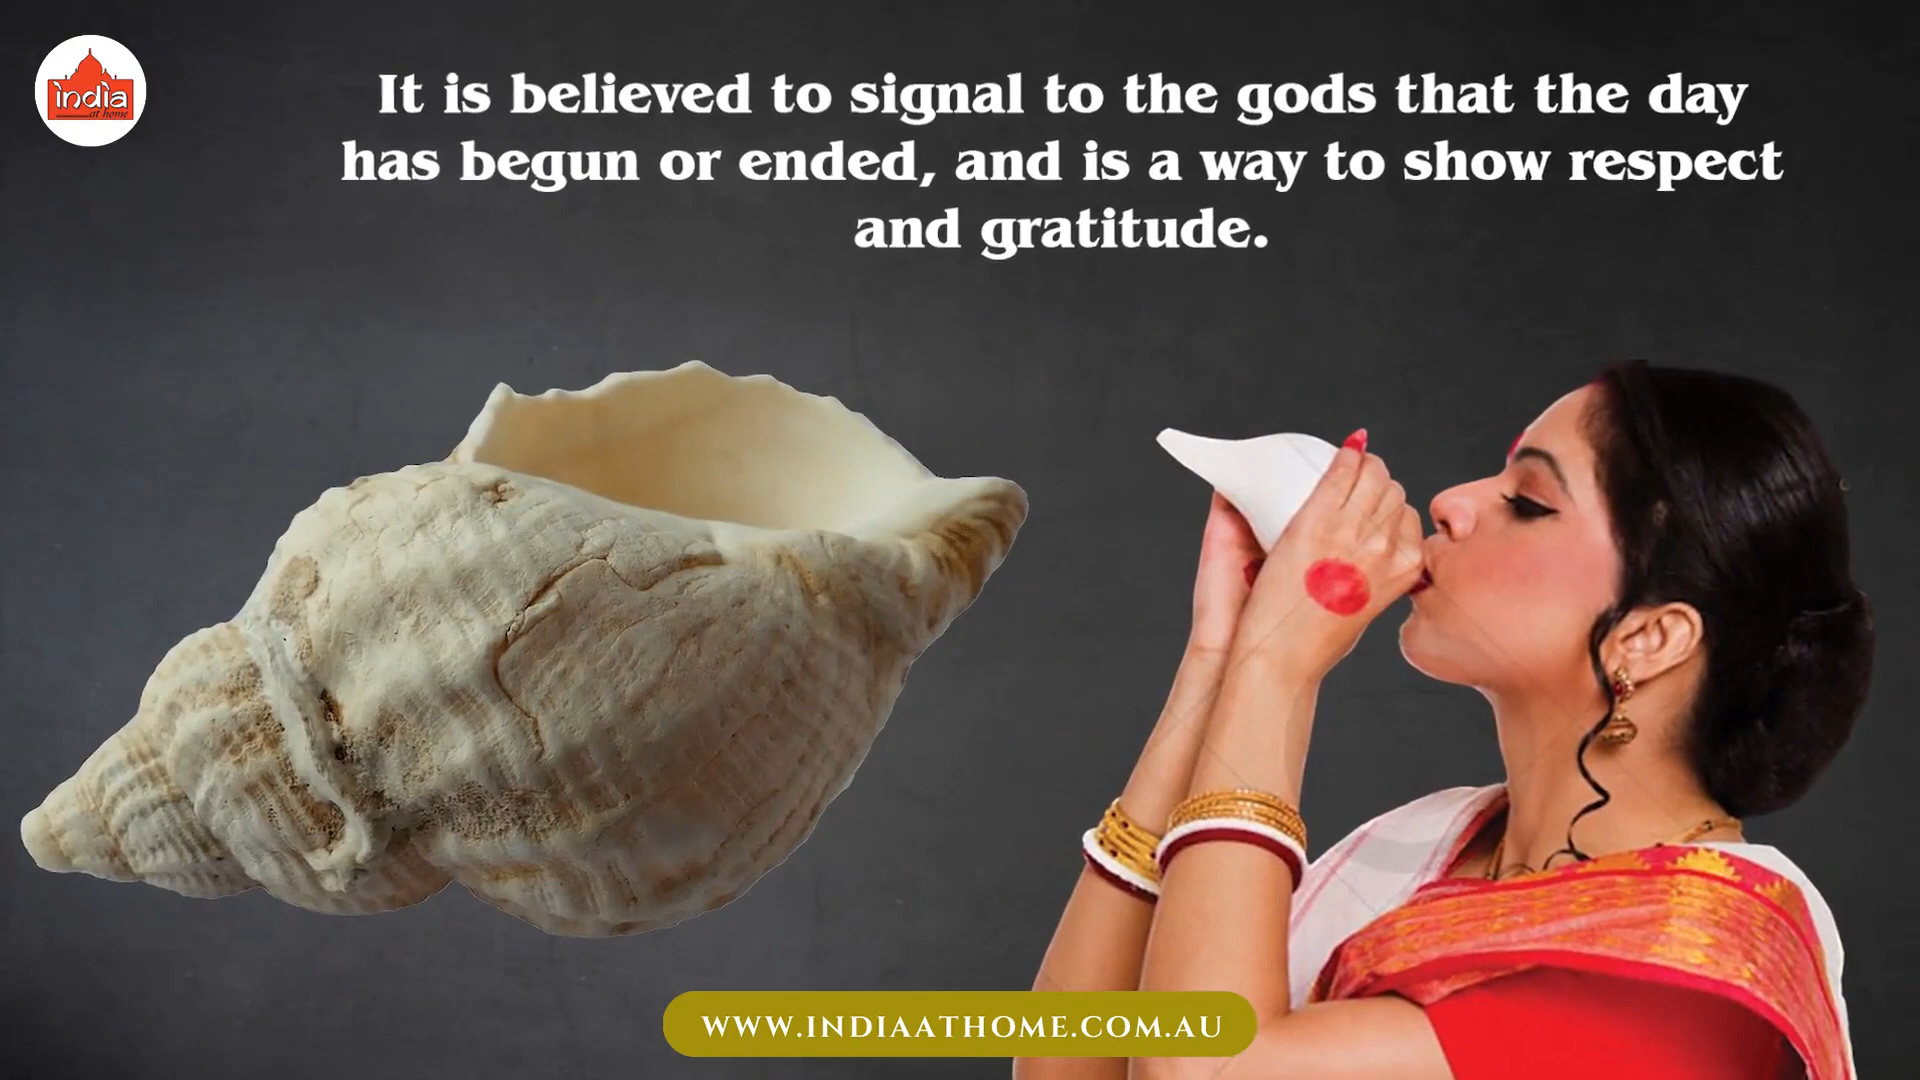 india
at home
It is believed to signal to the gods that the day
has begun or ended, and is a way to show respect
and gratitude.
WWW.INDIAATHOME.COM.AU